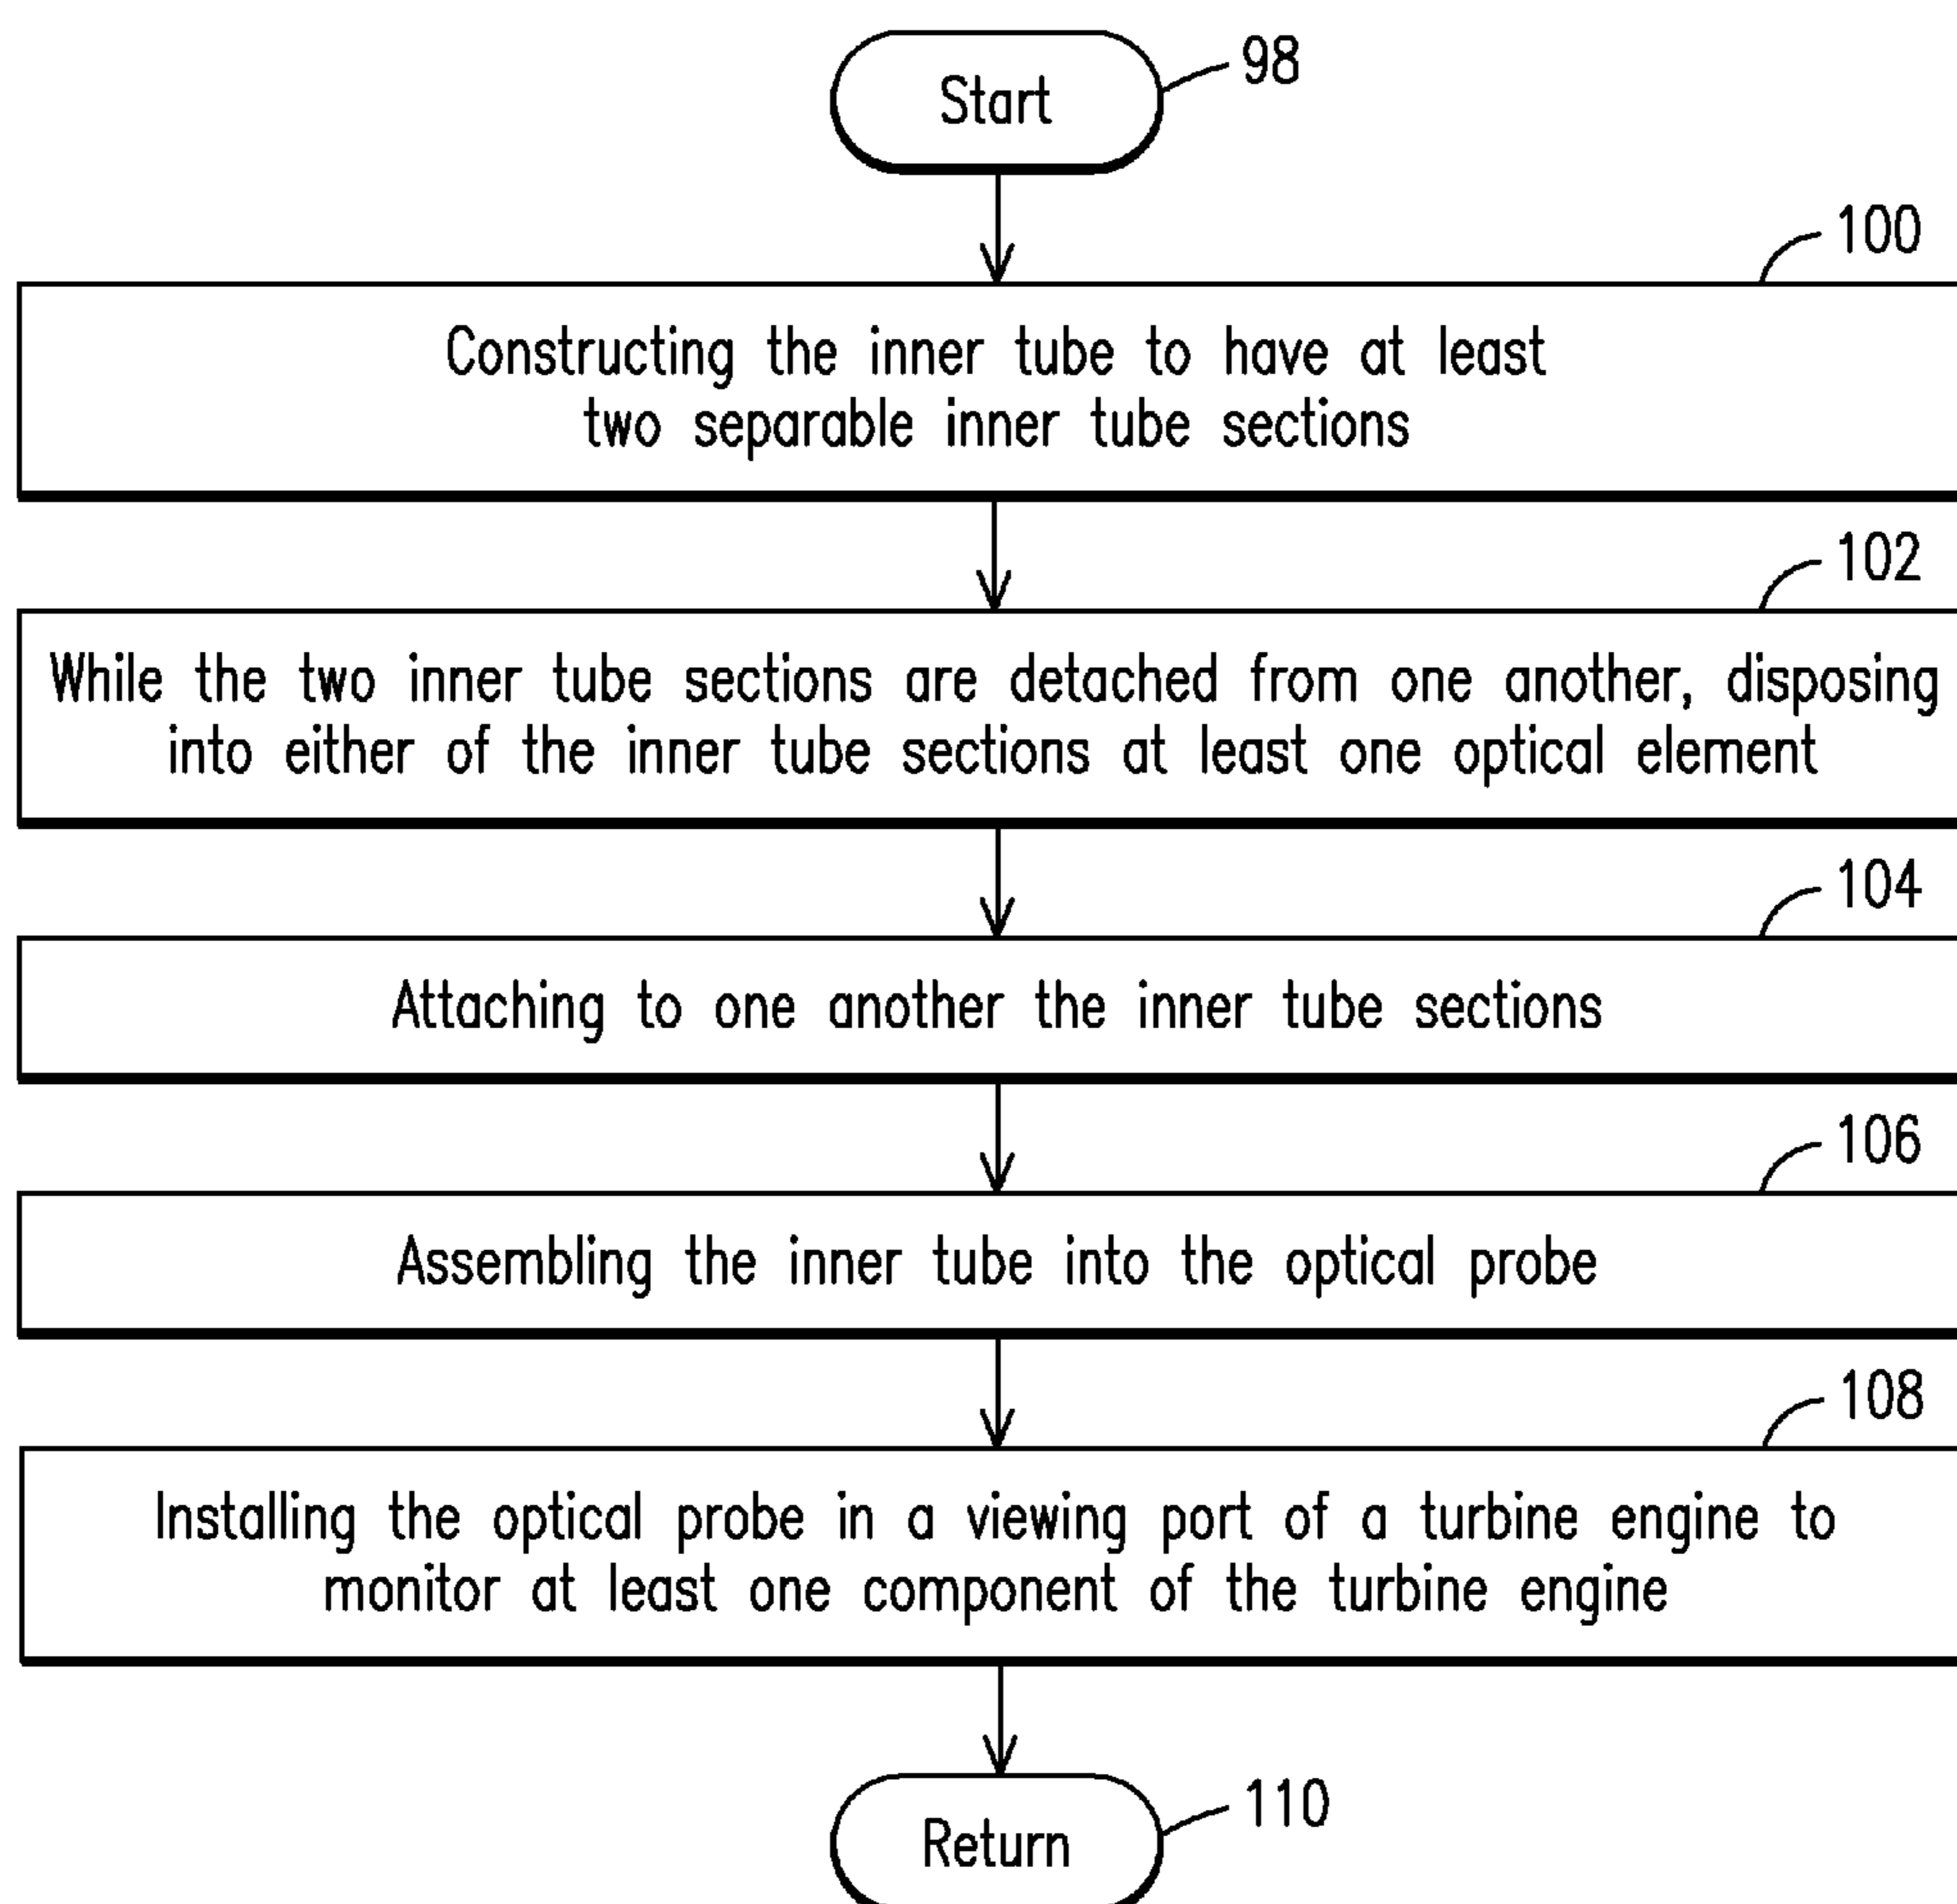 Start
98
100
Constructing the inner tube to have at least
two separable inner tube sections
102
While the two inner tube sections are detached from one another, disposing
into either of the inner tube sections at least one optical element
104
Attaching to one another the inner tube sections
106
Assembling the inner tube into the optical probe
108
Installing the optical probe in a viewing port of a turbine engine to
monitor at least one component of the turbine engine
Return
110